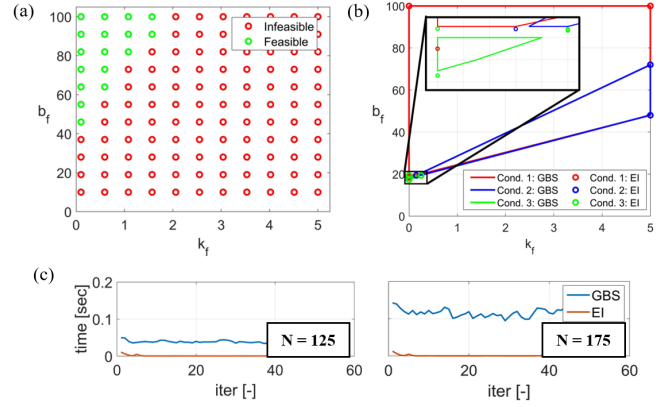 (a)
100
80
60
40
20
0
b_f
0
1
2
3
4
5
k_f
Infeasible
Feasible
(b)
100
80
60
40
20
0
b_f
0
1
2
3
4
5
k_f
Cond. 1: GBS
Cond. 2: GBS
Cond. 3: GBS
Cond. 1: EI
Cond. 2: EI
Cond. 3: EI
(c)
0.2
0.1
0
time [sec]
0
20
40
60
iter [-]
N = 125
0
20
40
60
iter [-]
GBS
EI
N = 175